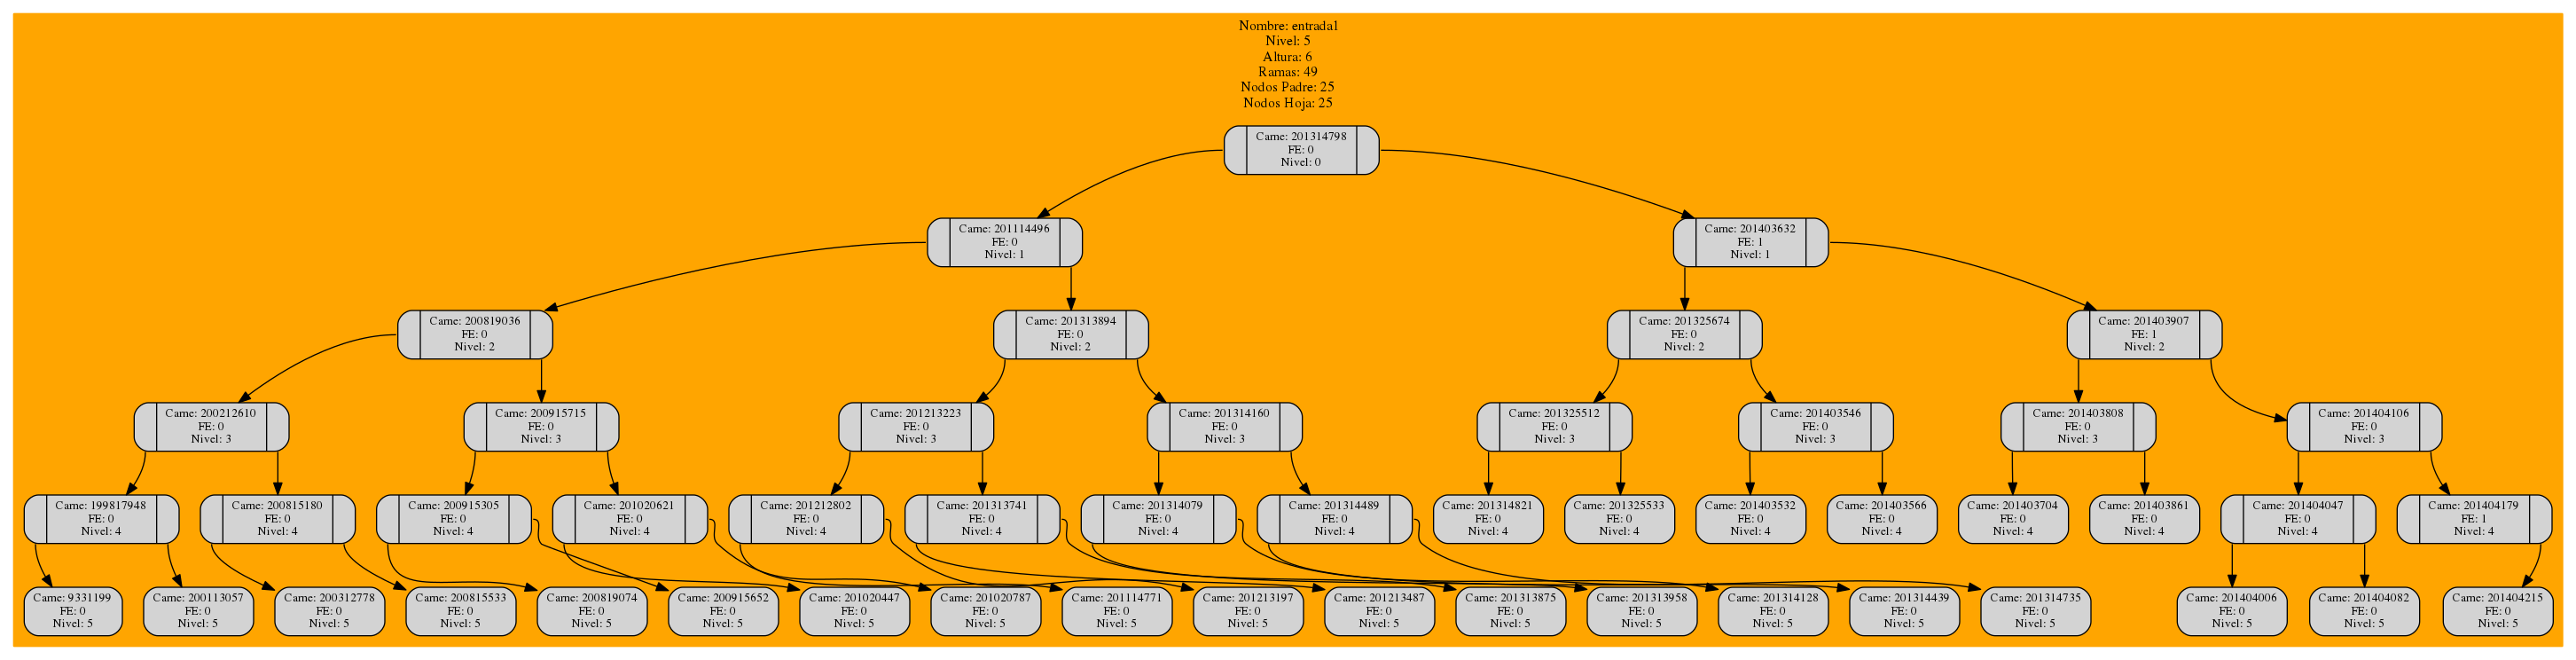 Nombre: entrada1
Nivel: 5
Altura: 6
Ramas: 49
Nodos Padre: 25
Nodos Hoja: 25
Carne: 201314798
FE: 0
Nivel: 0
Carne: 201114496
FE: 0
Nivel: 1
Carne: 201403632
FE: 1
Nivel: 1
Carne: 200819036
FE: 0
Nivel: 2
Carne: 201313894
FE: 0
Nivel: 2
Carne: 201325674
FE: 0
Nivel: 2
Carne: 201403907
FE: 1
Nivel: 2
Carne: 200212610
FE: 0
Nivel: 3
Carne: 200915715
FE: 0
Nivel: 3
Carne: 201213223
FE: 0
Nivel: 3
Carne: 201314160
FE: 0
Nivel: 3
Carne: 201325512
FE: 0
Nivel: 3
Carne: 201403546
FE: 0
Nivel: 3
Carne: 201403808
FE: 0
Nivel: 3
Carne: 201404106
FE: 0
Nivel: 3
Carne: 199817948
FE: 0
Nivel: 4
Carne: 200815180
FE: 0
Nivel: 4
Carne: 200915305
FE: 0
Nivel: 4
Carne: 201020621
FE: 0
Nivel: 4
Carne: 201212802
FE: 0
Nivel: 4
Carne: 201313741
FE: 0
Nivel: 4
Carne: 201314079
FE: 0
Nivel: 4
Carne: 201314489
FE: 0
Nivel: 4
Carne: 201314821
FE: 0
Nivel: 4
Carne: 201325533
FE: 0
Nivel: 4
Carne: 201403532
FE: 0
Nivel: 4
Carne: 201403566
FE: 0
Nivel: 4
Carne: 201403704
FE: 0
Nivel: 4
Carne: 201403861
FE: 0
Nivel: 4
Carne: 201404047
FE: 0
Nivel: 4
Carne: 201404179
FE: 1
Nivel: 4
Carne: 9331199
FE: 0
Nivel: 5
Carne: 200113057
FE: 0
Nivel: 5
Carne: 200312778
FE: 0
Nivel: 5
Carne: 200815533
FE: 0
Nivel: 5
Carne: 200819074
FE: 0
Nivel: 5
Carne: 200915652
FE: 0
Nivel: 5
Carne: 201020447
FE: 0
Nivel: 5
Carne: 201020787
FE: 0
Nivel: 5
Carne: 201114771
FE: 0
Nivel: 5
Carne: 201213197
FE: 0
Nivel: 5
Carne: 201213487
FE: 0
Nivel: 5
Carne: 201313875
FE: 0
Nivel: 5
Carne: 201313958
FE: 0
Nivel: 5
Carne: 201314128
FE: 0
Nivel: 5
Carne: 201314439
FE: 0
Nivel: 5
Carne: 201314735
FE: 0
Nivel: 5
Carne: 201404006
FE: 0
Nivel: 5
Carne: 201404082
FE: 0
Nivel: 5
Carne: 201404215
FE: 0
Nivel: 5